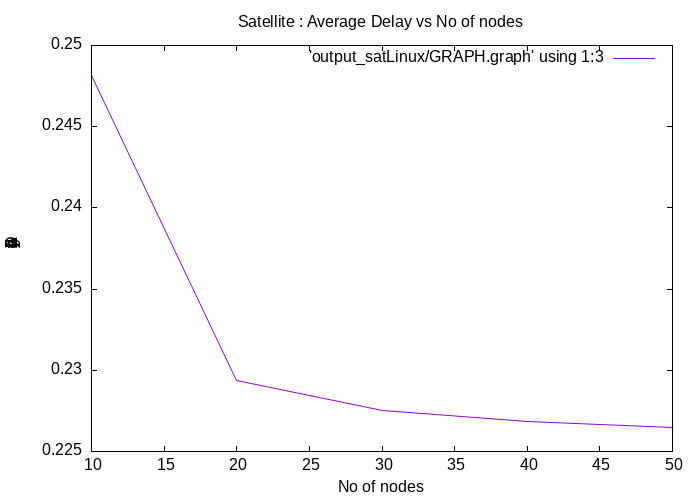 Satellite : Average Delay vs No of nodes
'output_satLinux/GRAPH.graph' using 1:3
0.25
0.245
0.24
0.235
0.23
0.225
10 15 20 25 30 35 40 45 50
No of nodes